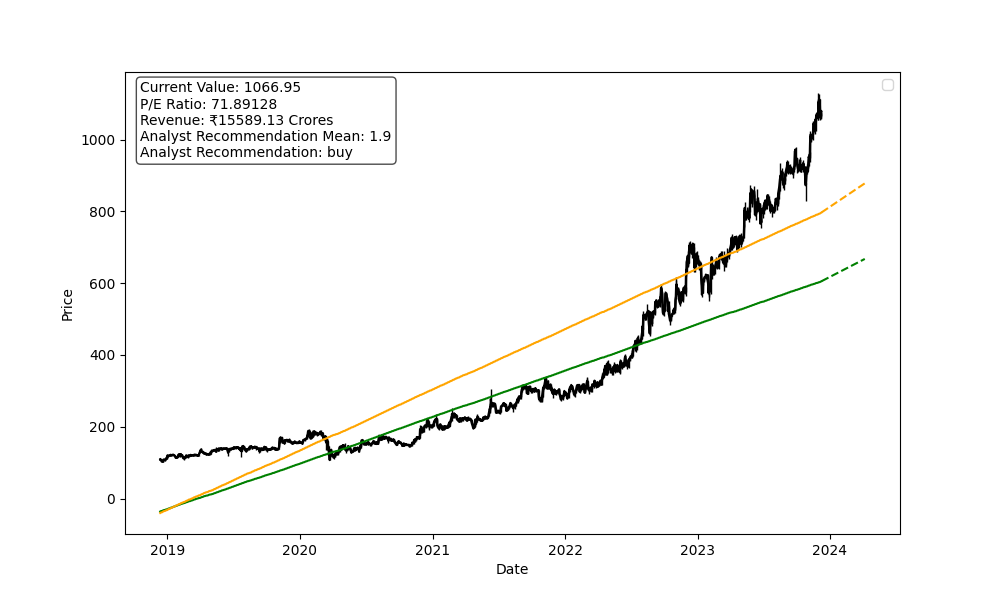 Current Value: 1066.95
P/E Ratio: 71.89128
Revenue: ₹15589.13 Crores
Analyst Recommendation Mean: 1.9
Analyst Recommendation: buy
1000
800
600
400
200
0
Price
2019 2020 2021 2022 2023 2024
Date